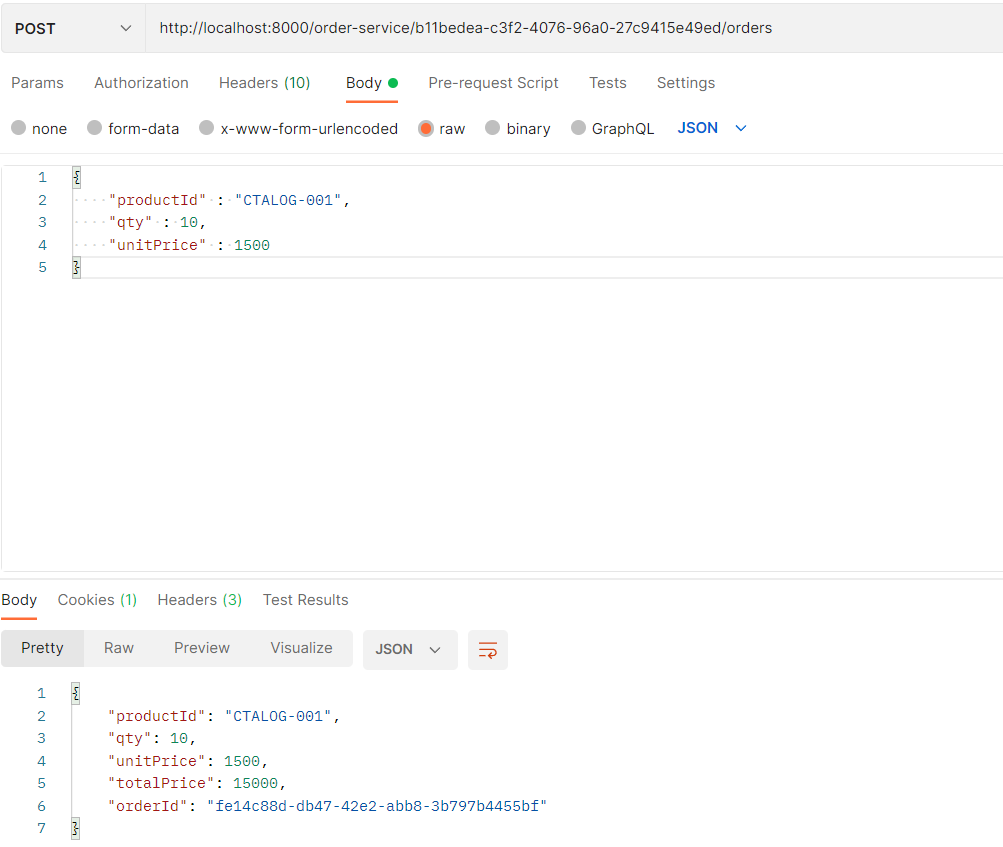 POST http://localhost:8000/order-service/b11bedea-c3f2-4076-96a0-27c9415e49ed/orders
Params Authorization Headers (10) Body Pre-request Script Tests Settings
none form-data x-www-form-urlencoded raw binary GraphQL JSON
1 {
2 "productId" : "CTALOG-001",
3 "qty" : 10,
4 "unitPrice" : 1500
5 }
Body Cookies (1) Headers (3) Test Results
Pretty Raw Preview Visualize JSON
1 {
2 "productId": "CTALOG-001",
3 "qty": 10,
4 "unitPrice": 1500,
5 "totalPrice": 15000,
6 "orderId": "fe14c88d-db47-42e2-abb8-3b797b4455bf"
7 }